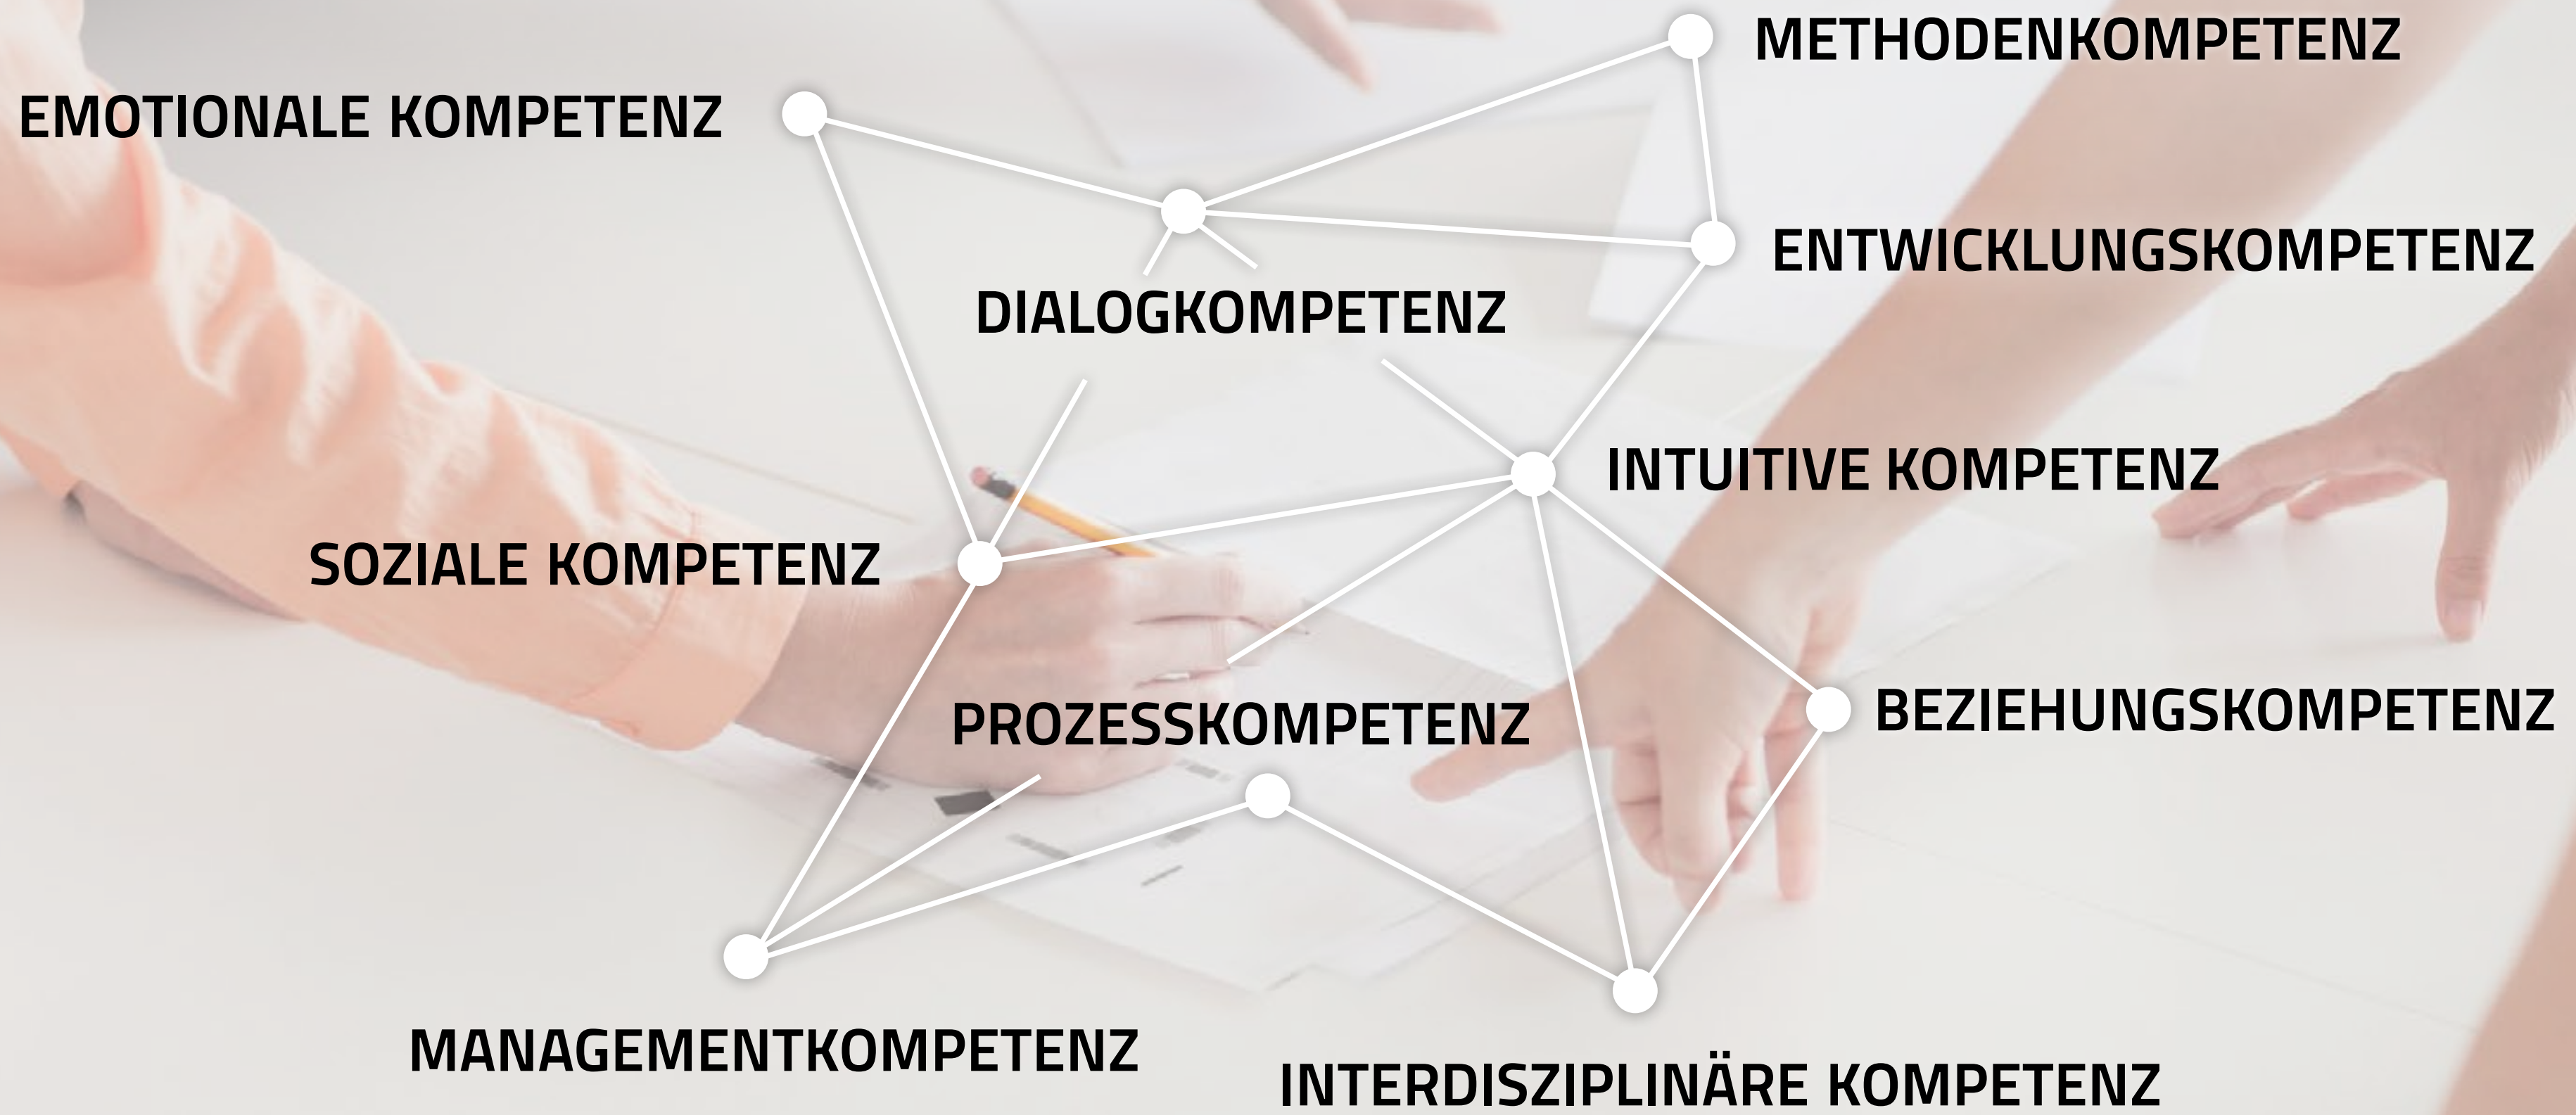 METHODENKOMPETENZ
EMOTIONALE KOMPETENZ
ENTWICKLUNGSKOMPETENZ
DIALOGKOMPETENZ
INTUITIVE KOMPETENZ
SOZIALE KOMPETENZ
BEZIEHUNGSKOMPETENZ
PROZESSKOMPETENZ
MANAGEMENTKOMPETENZ
INTERDISZIPLINÄRE KOMPETENZ